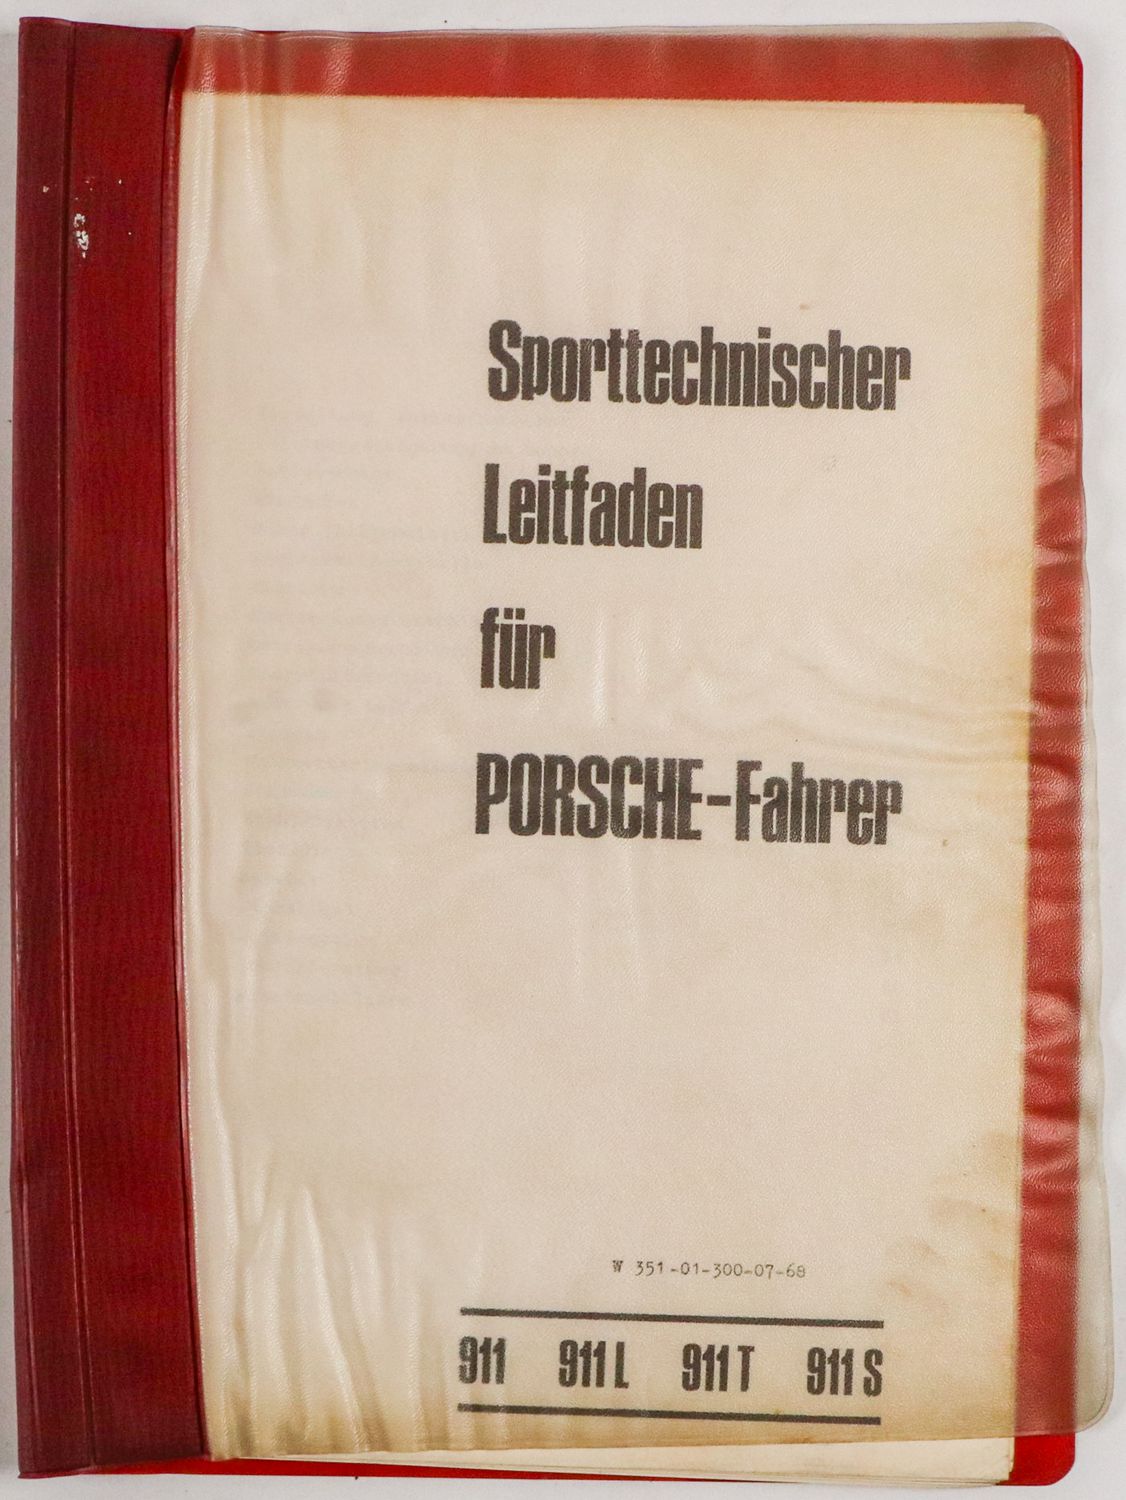 Sporttechnischer
Leitfaden
für
PORSCHE-Fahrer
W 351-01-300-07-68
911 911 L 911 T 911 S